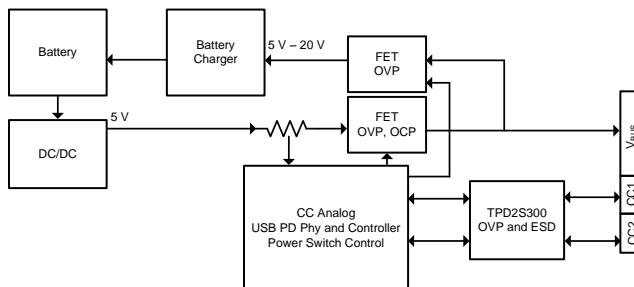 Battery
Battery
Charger
5 V – 20 V
FET
OVP
5 V
DC/DC
FET
OVP, OCP
VBUS
CC Analog
USB PD Phy and Controller
Power Switch Control
TPD2S300
OVP and ESD
CC1
CC2